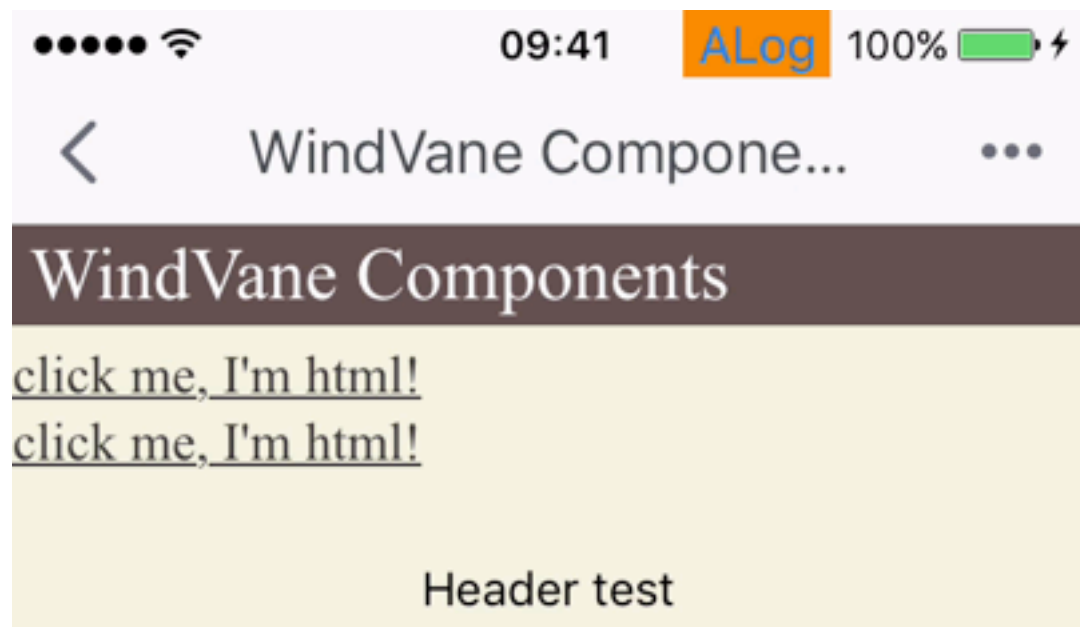 09:41 ALog 100%
WindVane Compone...
WindVane Components
click me, I'm html!
click me, I'm html!
Header test